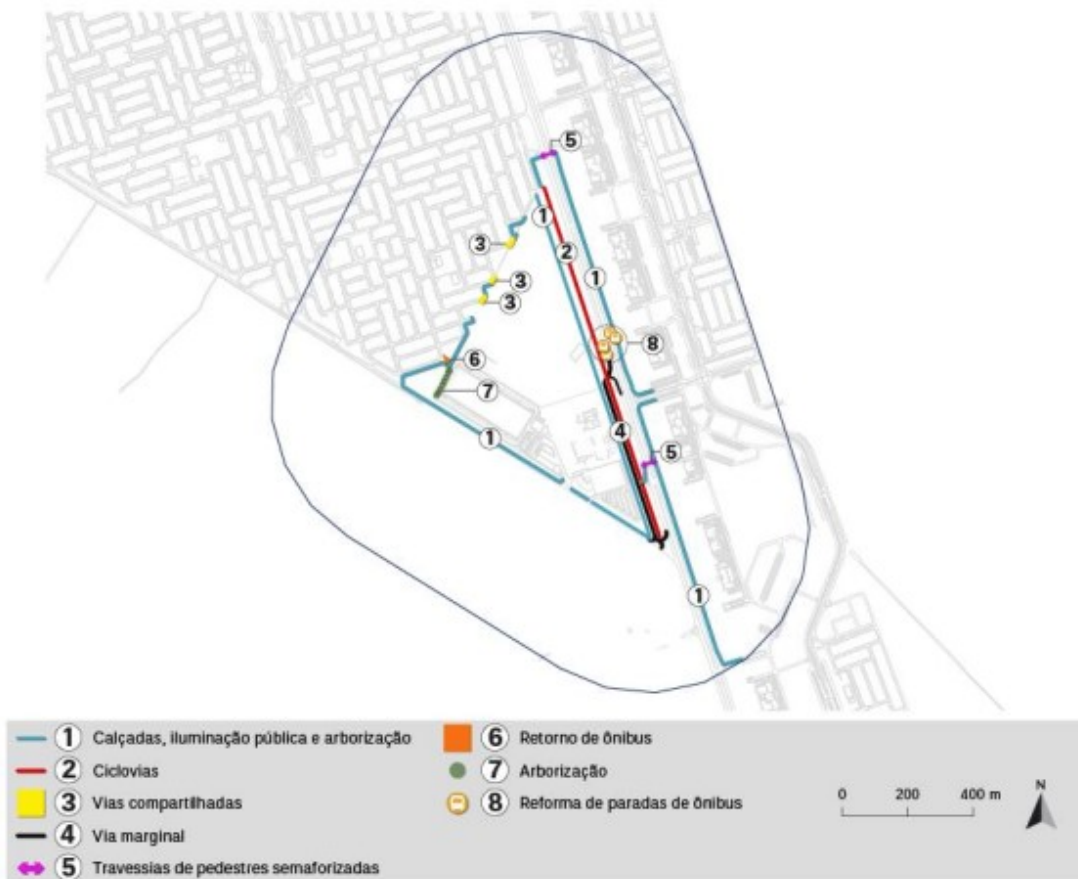 5
1
3
2
3
1
3
8
6
7
4
1
5
1
1 Calçadas, iluminação pública e arborização
2 Ciclovias
3 Vias compartilhadas
4 Via marginal
5 Travessias de pedestres semaforizadas
6 Retorno de ônibus
7 Arborização
8 Reforma de paradas de ônibus
0 200 400 m
N